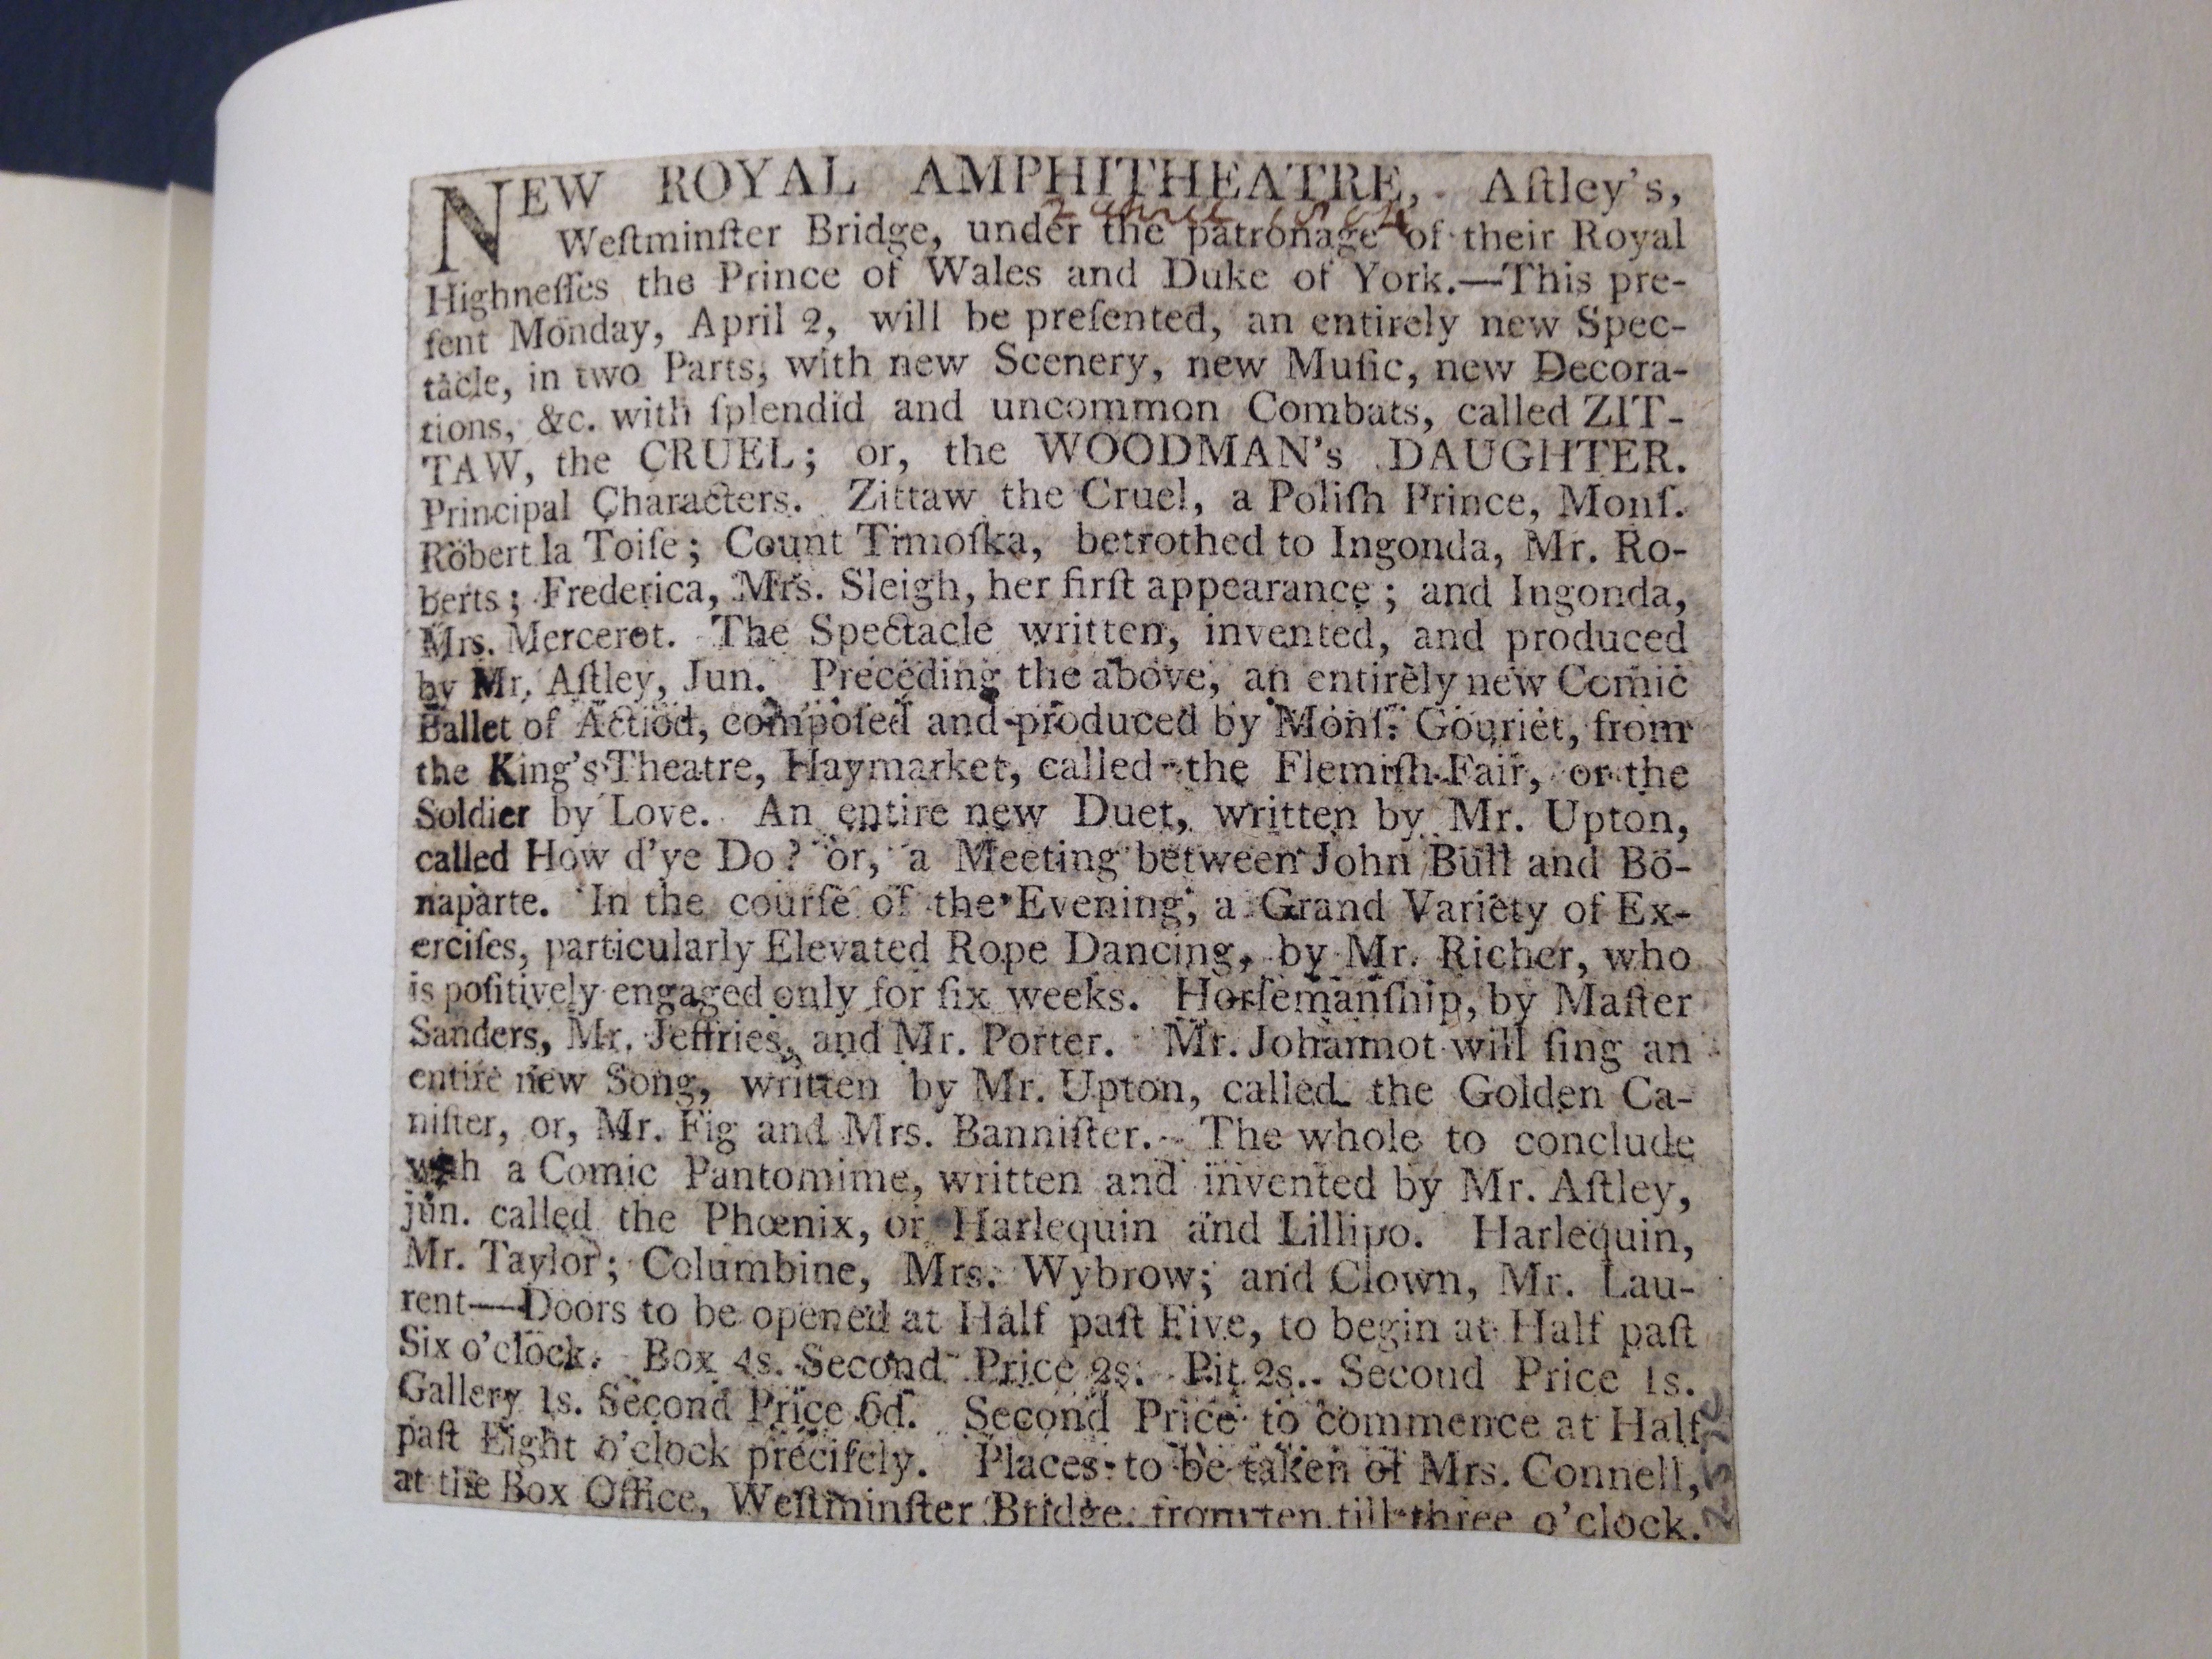 NEW ROYAL AMPHITHEATRE, Aſtley's,
2 April 1804
Weſtminſter Bridge, under the patronage of their Royal
Highneſſes the Prince of Wales and Duke of York.—This pre-
ſent Monday, April 2, will be preſented, an entirely new Spec-
tacle, in two Parts, with new Scenery, new Muſic, new Decora-
tions, &c. with ſplendid and uncommon Combats, called ZIT-
TAW, the CRUEL; or, the WOODMAN's DAUGHTER.
Principal Characters. Zittaw the Cruel, a Poliſh Prince, Monſ.
Robert la Toiſe; Count Timoſka, betrothed to Ingonda, Mr. Ro-
berts; Frederica, Mrs. Sleigh, her firſt appearance; and Ingonda,
Mrs. Mercerot. The Spectacle written, invented, and produced
by Mr. Aſtley, Jun. Preceding the above, an entirely new Comic
Ballet of Actiod, compoſed and produced by Monſ. Gouriet, from
the King's Theatre, Haymarket, called the Flemiſh Fair, or the
Soldier by Love. An entire new Duet, written by Mr. Upton,
called How d'ye Do? or, a Meeting between John Bull and Bo-
naparte. In the courſe of the Evening, a Grand Variety of Ex-
erciſes, particularly Elevated Rope Dancing, by Mr. Richer, who
is poſitively engaged only for ſix weeks. Horſemanſhip, by Maſter
Sanders, Mr. Jeffries, and Mr. Porter. Mr. Johannot will ſing an
entire new Song, written by Mr. Upton, called the Golden Ca-
niſter, or, Mr. Fig and Mrs. Banniſter. The whole to conclude
with a Comic Pantomime, written and invented by Mr. Aſtley,
jun. called the Phœnix, or Harlequin and Lillipo. Harlequin,
Mr. Taylor; Columbine, Mrs. Wybrow; and Clown, Mr. Lau-
rent—Doors to be opened at Half paſt Five, to begin at Half paſt
Six o'clock. Box 4s. Second Price 2s. Pit 2s. Second Price 1s.
Gallery 1s. Second Price 6d. Second Price to commence at Half
paſt Eight o'clock preciſely. Places to be taken of Mrs. Connell,
at the Box Office, Weſtminſter Bridge, from ten till three o'clock.